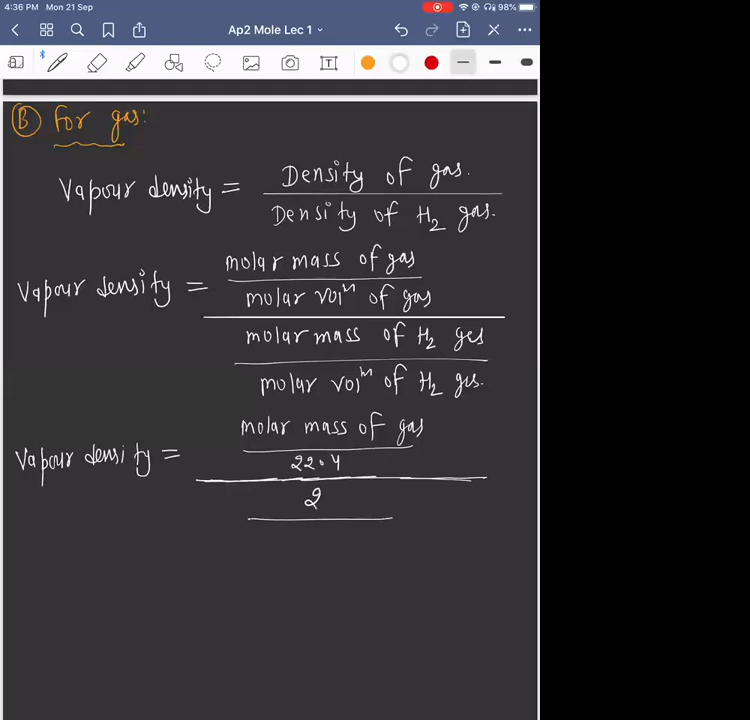 4:36 PM Mon 21 Sep
98%
Ap2 Mole Lec 1
T
B For gas:
Vapour density = Density of gas.
Density of H2 gas.
Vapour density = molar mass of gas
molar volm of gas
molar mass of H2 ges
molar volm of H2 gas.
Vapour density = molar mass of gas
22.4
2